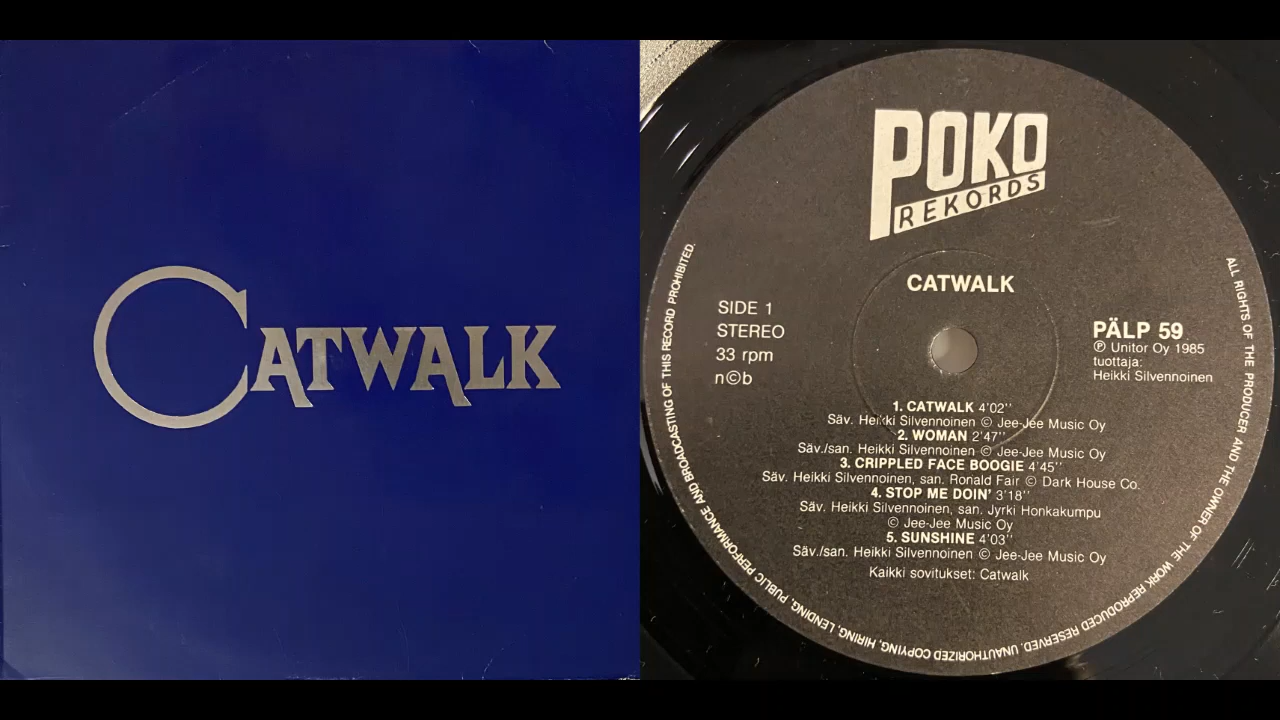 CATWALK
POKO
REKORDS
CATWALK
SIDE 1
STEREO
33 rpm
n©b
PÄLP 59
℗ Unitor Oy 1985
tuottaja:
Heikki Silvennoinen
1. CATWALK 4'02''
Säv. Heikki Silvennoinen © Jee-Jee Music Oy
2. WOMAN 2'47''
Säv./san. Heikki Silvennoinen © Jee-Jee Music Oy
3. CRIPPLED FACE BOOGIE 4'45''
Säv. Heikki Silvennoinen, san. Ronald Fair © Dark House Co.
4. STOP ME DOIN' 3'18''
Säv. Heikki Silvennoinen, san. Jyrki Honkakumpu
© Jee-Jee Music Oy
5. SUNSHINE 4'03''
Säv./san. Heikki Silvennoinen © Jee-Jee Music Oy
Kaikki sovitukset: Catwalk
ALL RIGHTS OF THE PRODUCER AND THE OWNER OF THE WORK REPRODUCED RESERVED. UNAUTHORIZED COPYING, HIRING, LENDING, PUBLIC PERFORMANCE AND BROADCASTING OF THIS RECORD PROHIBITED.